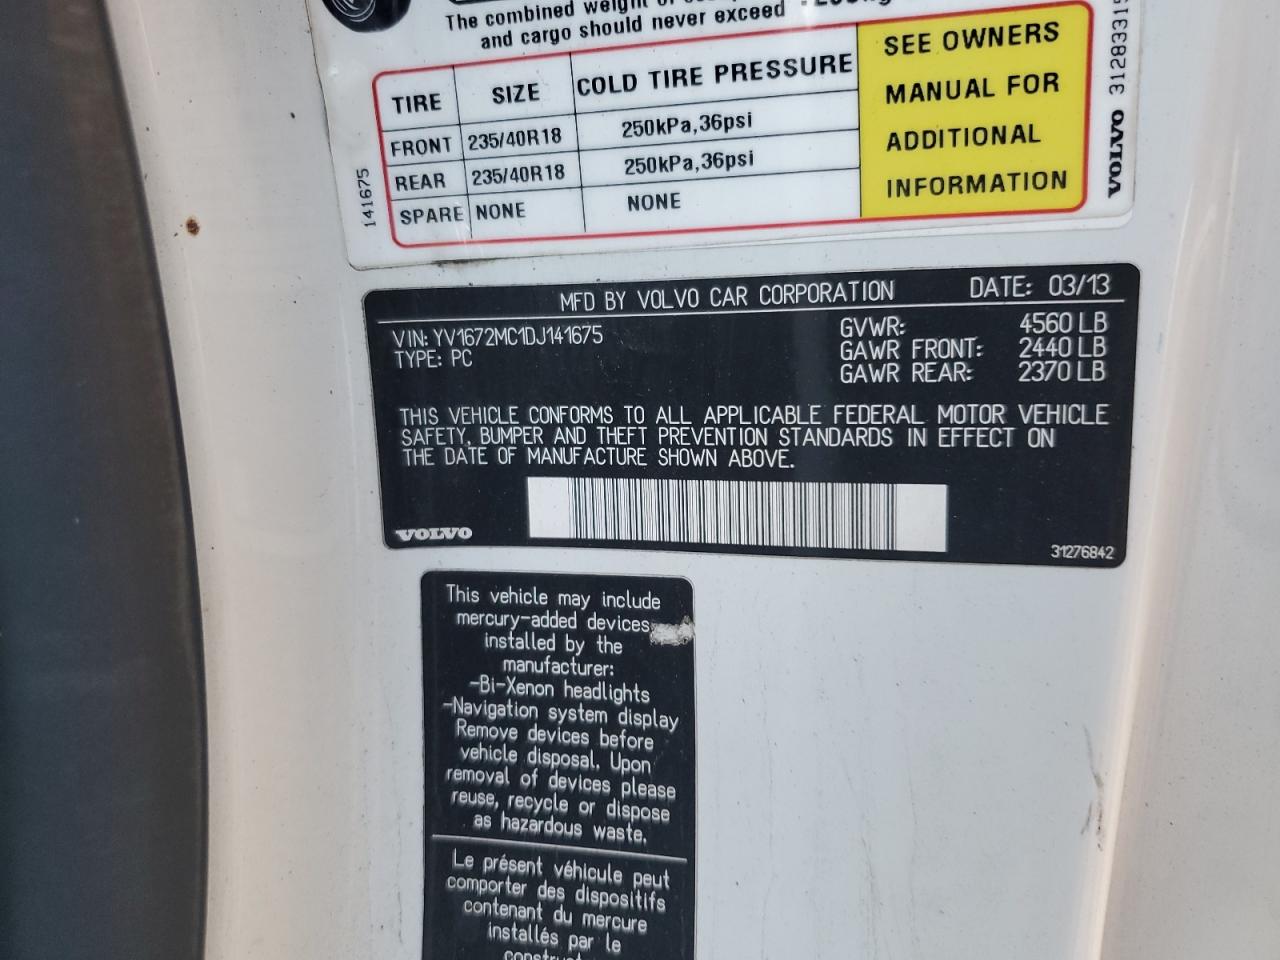 The combined weight of
and cargo should never exceed
TIRE SIZE COLD TIRE PRESSURE
FRONT 235/40R18 250kPa,36psi
REAR 235/40R18 250kPa,36psi
SPARE NONE NONE
SEE OWNERS
MANUAL FOR
ADDITIONAL
INFORMATION
141675
VOLVO 31283319
MFD BY VOLVO CAR CORPORATION DATE: 03/13
VIN: YV1672MC1DJ141675
TYPE: PC
GVWR: 4560 LB
GAWR FRONT: 2440 LB
GAWR REAR: 2370 LB
THIS VEHICLE CONFORMS TO ALL APPLICABLE FEDERAL MOTOR VEHICLE
SAFETY, BUMPER AND THEFT PREVENTION STANDARDS IN EFFECT ON
THE DATE OF MANUFACTURE SHOWN ABOVE.
VOLVO
31276842
This vehicle may include
mercury-added devices
installed by the
manufacturer:
-Bi-Xenon headlights
-Navigation system display
Remove devices before
vehicle disposal. Upon
removal of devices please
reuse, recycle or dispose
as hazardous waste.
Le présent véhicule peut
comporter des dispositifs
contenant du mercure
installés par le